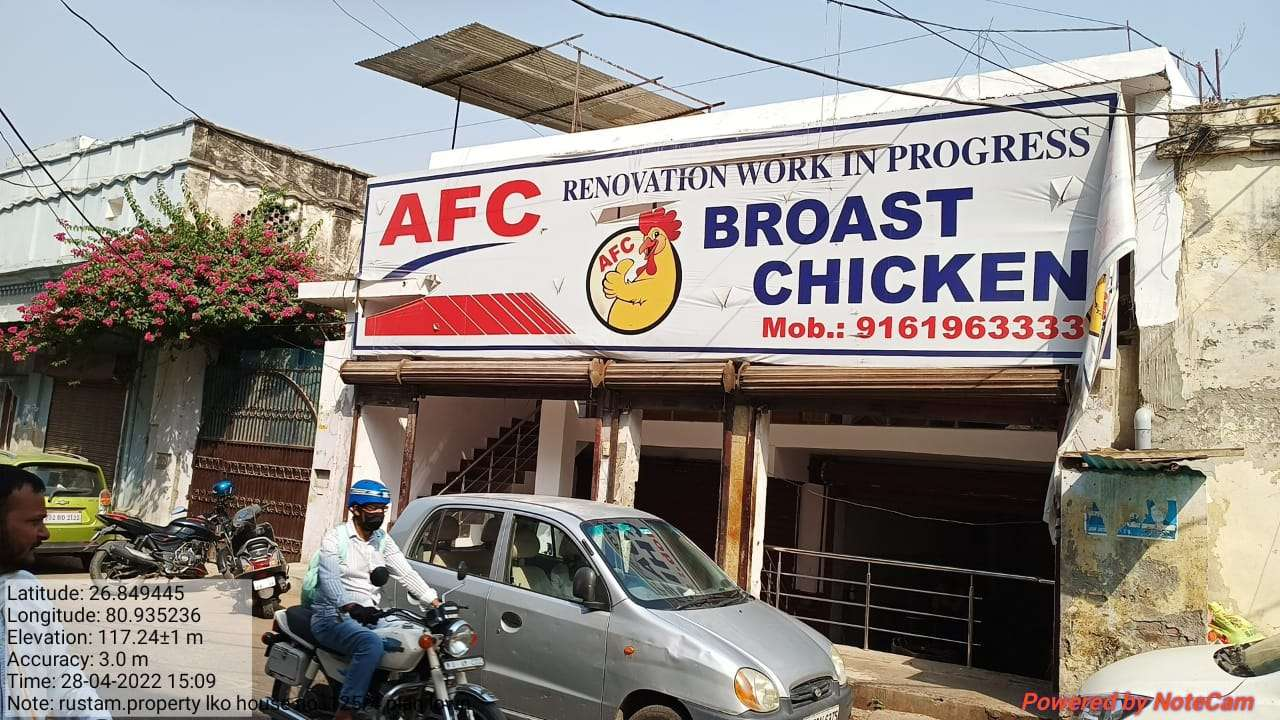 AFC
RENOVATION WORK IN PROGRESS
BROAST
CHICKEN
AFC
Mob.: 9161963333
Latitude: 26.849445
Longitude: 80.935236
Elevation: 117.24±1 m
Accuracy: 3.0 m
Time: 28-04-2022 15:09
Note: rustam.property lko house
Powered by NoteCam